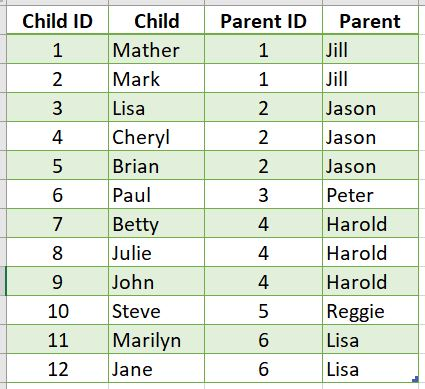 Child ID Child Parent ID Parent
1 Mather 1 Jill
2 Mark 1 Jill
3 Lisa 2 Jason
4 Cheryl 2 Jason
5 Brian 2 Jason
6 Paul 3 Peter
7 Betty 4 Harold
8 Julie 4 Harold
9 John 4 Harold
10 Steve 5 Reggie
11 Marilyn 6 Lisa
12 Jane 6 Lisa